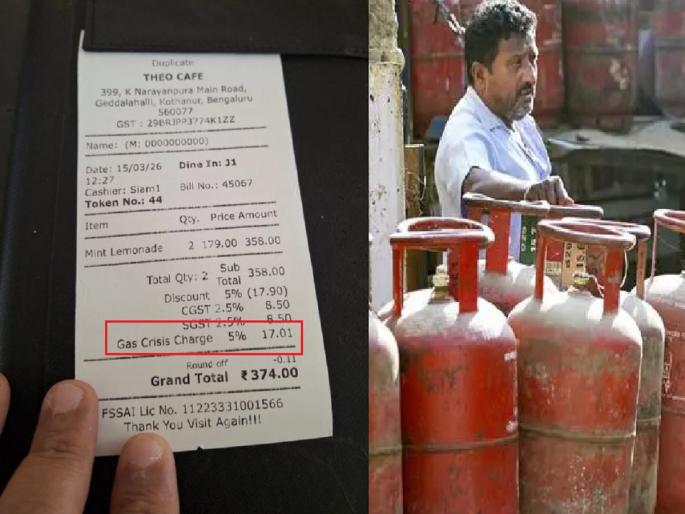 Duplicate
THEO CAFE
399, K Narayanpura Main Road,
Geddalahalli, Kothanur, Bengaluru
560077
GST : 29BRJPP3774K1ZZ
Name: (M: 0000000000)
Date: 15/03/26 Dine In: J1
12:27
Cashier: Siam1 Bill No.: 45067
Token No.: 44
Item Qty. Price Amount
Mint Lemonade 2 179.00 358.00
Total Qty: 2 Sub Total 358.00
Discount 5% (17.90)
CGST 2.5% 8.50
SGST 2.5% 8.50
Gas Crisis Charge 5% 17.01
Round off -0.11
Grand Total ₹374.00
FSSAI Lic No. 11223331001566
Thank You Visit Again!!!